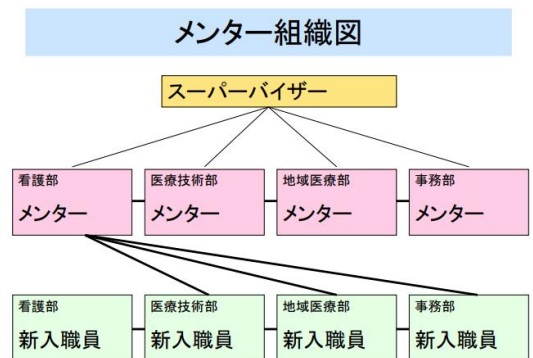 メンター組織図
スーパーバイザー
看護部
メンター
医療技術部
メンター
地域医療部
メンター
事務部
メンター
看護部
新入職員
医療技術部
新入職員
地域医療部
新入職員
事務部
新入職員